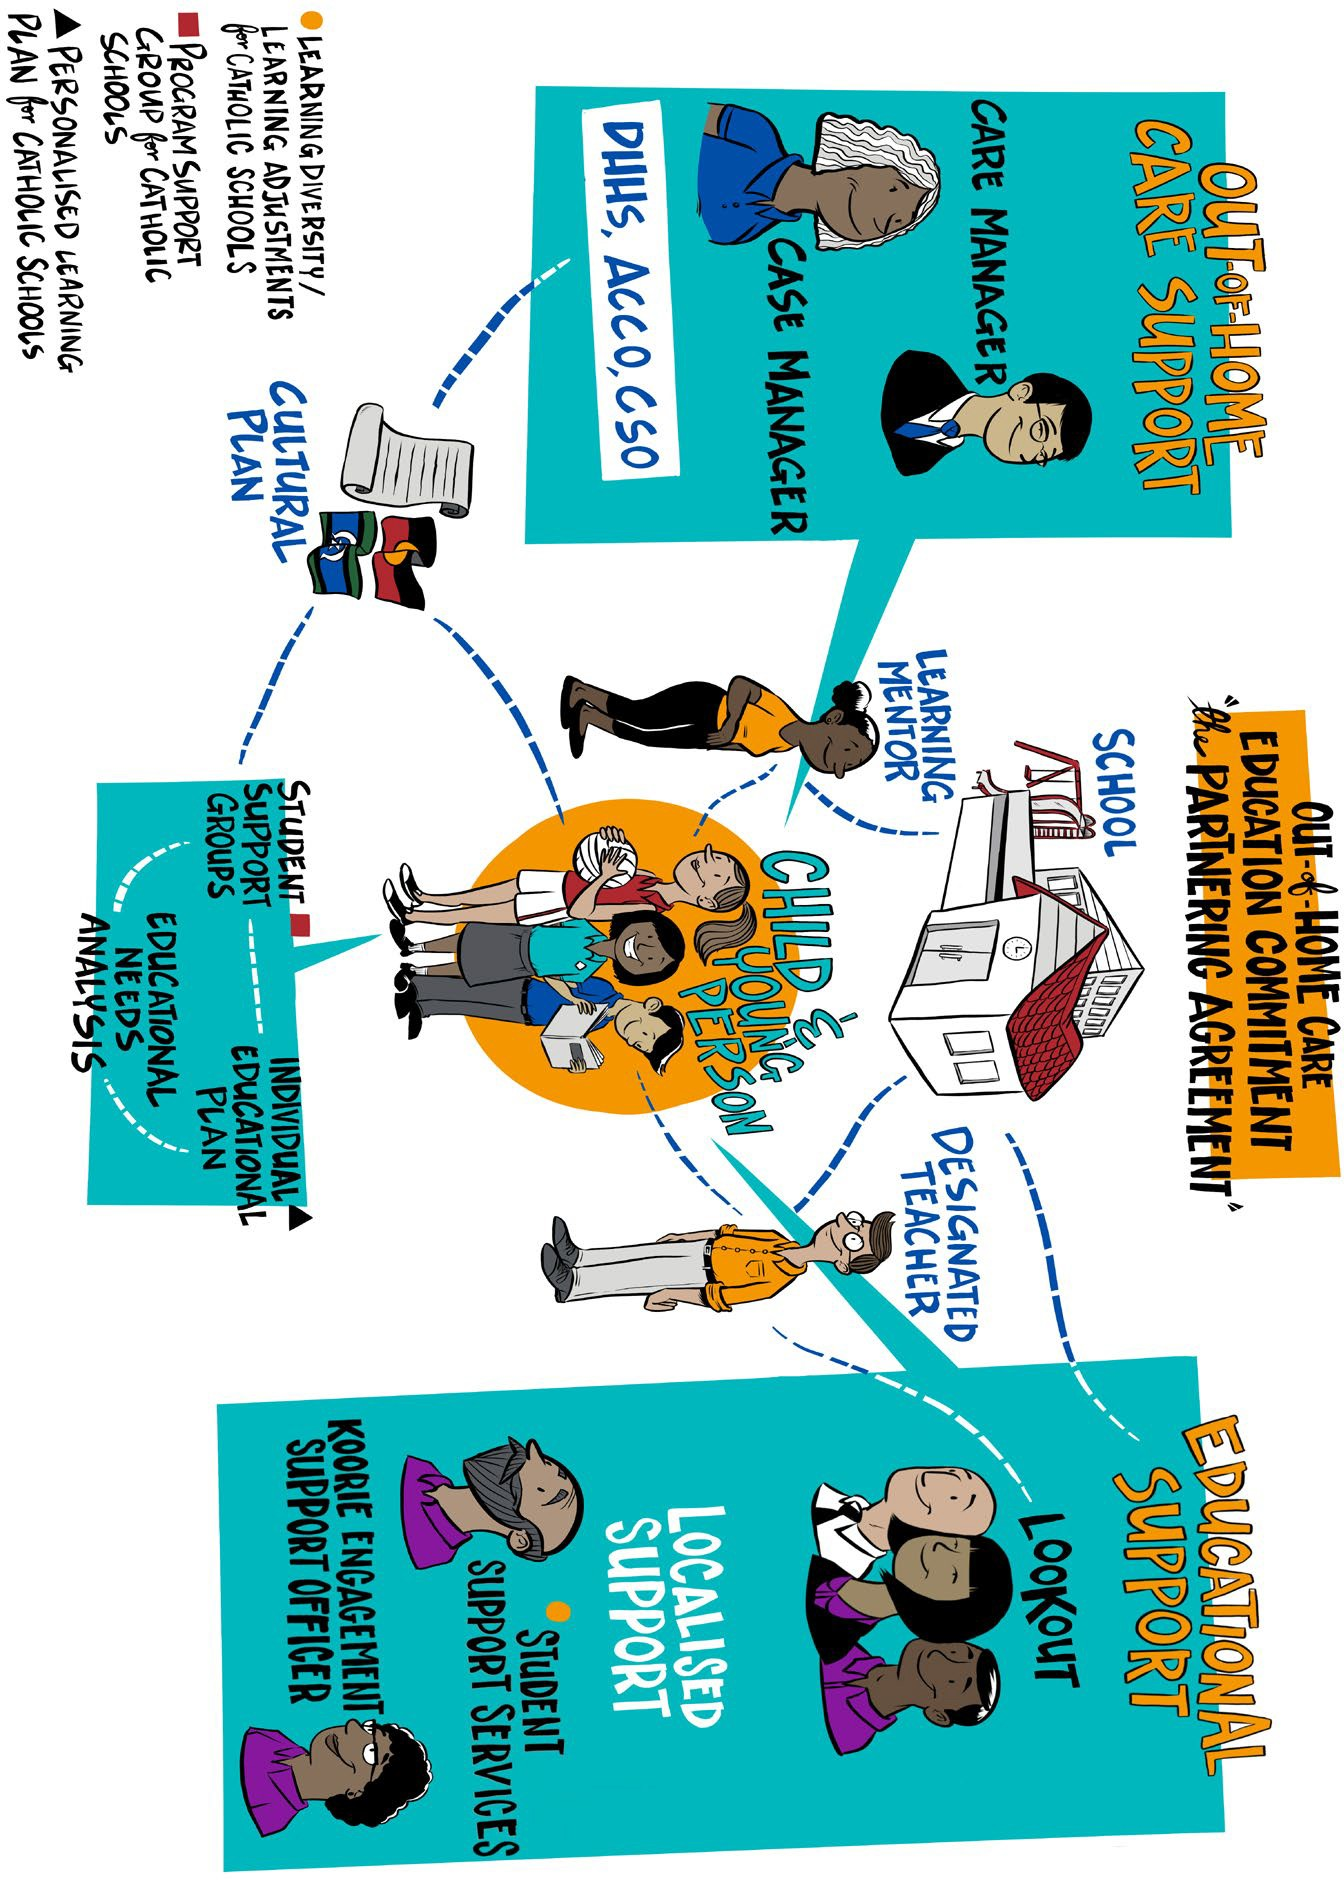 OUT-of-HOME CARE
EDUCATION COMMITMENT
"the PARTNERING AGREEMENT"
OUT-OF-HOME
CARE SUPPORT
CARE MANAGER
CASE MANAGER
DHHS, ACCO, CSO
SCHOOL
LEARNING
MENTOR
DESIGNATED
TEACHER
CHILD &
YOUNG
PERSON
EDUCATIONAL
SUPPORT
LOOKOUT
LOCALISED
SUPPORT
STUDENT
SUPPORT SERVICES
KOORIE ENGAGEMENT
SUPPORT OFFICER
CULTURAL
PLAN
STUDENT
SUPPORT
GROUPS
INDIVIDUAL
EDUCATIONAL
PLAN
EDUCATIONAL
NEEDS
ANALYSIS
LEARNING DIVERSITY/
LEARNING ADJUSTMENTS
for CATHOLIC SCHOOLS
PROGRAM SUPPORT
GROUP for CATHOLIC
SCHOOLS
PERSONALISED LEARNING
PLAN for CATHOLIC SCHOOLS